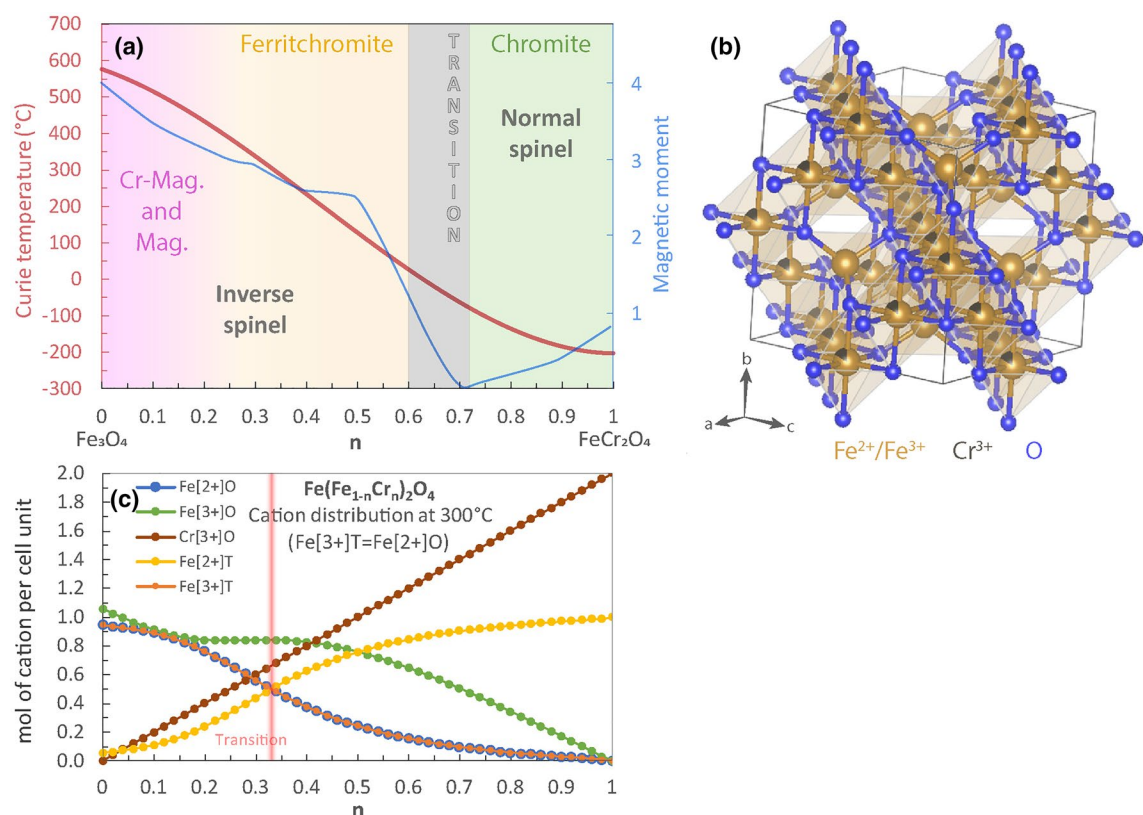 (a)
Ferritchromite
TRANSITION
Chromite
Normal
spinel
Cr-Mag.
and
Mag.
Inverse
spinel
Curie temperature (°C)
700
600
500
400
300
200
100
0
-100
-200
-300
Magnetic moment
4
3
2
1
0 0.1 0.2 0.3 0.4 0.5 0.6 0.7 0.8 0.9 1
Fe₃O₄ n FeCr₂O₄
(b)
b
a c
Fe²⁺/Fe³⁺ Cr³⁺ O
(c)
Fe[2+]O
Fe[3+]O
Cr[3+]O
Fe[2+]T
Fe[3+]T
Fe(Fe₁₋ₙCrₙ)₂O₄
Cation distribution at 300°C
(Fe[3+]T=Fe[2+]O)
Transition
mol of cation per cell unit
2.0
1.8
1.6
1.4
1.2
1.0
0.8
0.6
0.4
0.2
0.0
0 0.1 0.2 0.3 0.4 0.5 0.6 0.7 0.8 0.9 1
n